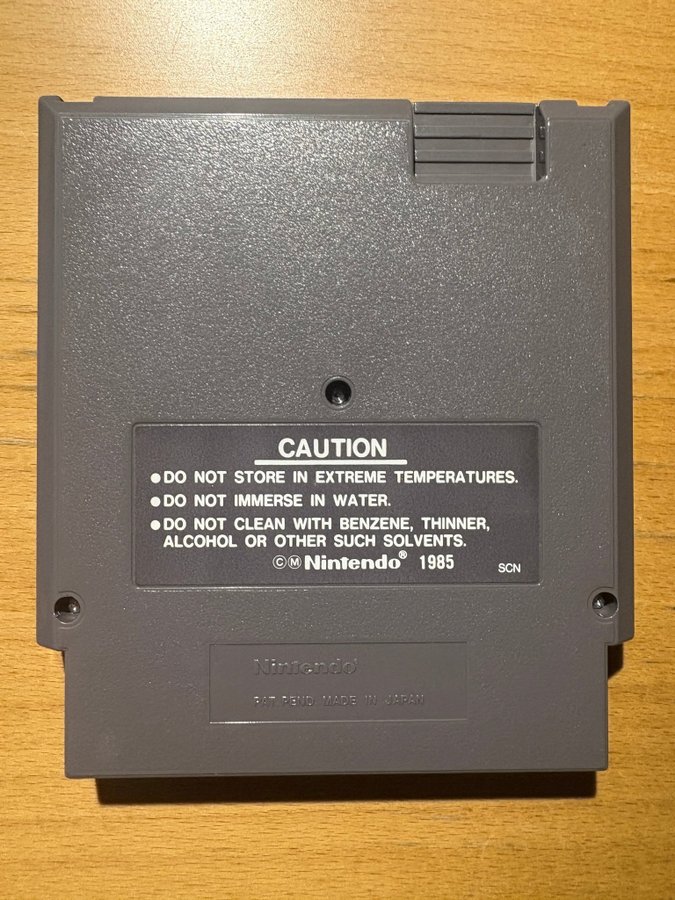 CAUTION
●DO NOT STORE IN EXTREME TEMPERATURES.
●DO NOT IMMERSE IN WATER.
●DO NOT CLEAN WITH BENZENE, THINNER,
ALCOHOL OR OTHER SUCH SOLVENTS.
©Ⓜ Nintendo® 1985 SCN
Nintendo
PAT PEND MADE IN JAPAN